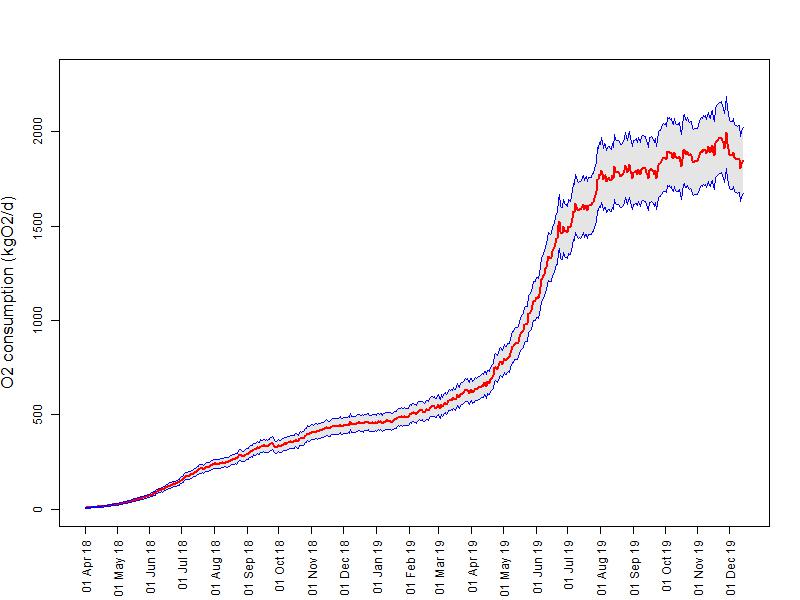 O2 consumption (kgO2/d)
2000
1500
1000
500
0
01 Apr 18
01 May 18
01 Jun 18
01 Jul 18
01 Aug 18
01 Sep 18
01 Oct 18
01 Nov 18
01 Dec 18
01 Jan 19
01 Feb 19
01 Mar 19
01 Apr 19
01 May 19
01 Jun 19
01 Jul 19
01 Aug 19
01 Sep 19
01 Oct 19
01 Nov 19
01 Dec 19